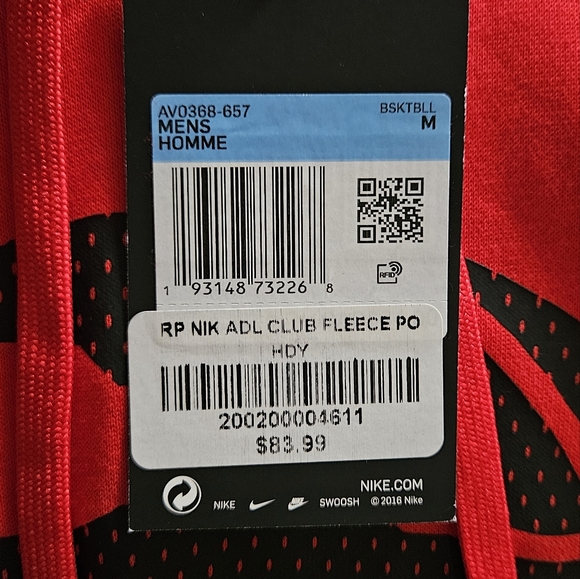 AV0368-657 BSKTBLL
MENS M
HOMME
RFID
1 93148 73226 8
RP NIK ADL CLUB FLEECE PO
HDY
200200004611
$83.99
NIKE.COM
NIKE SWOOSH © 2016 Nike